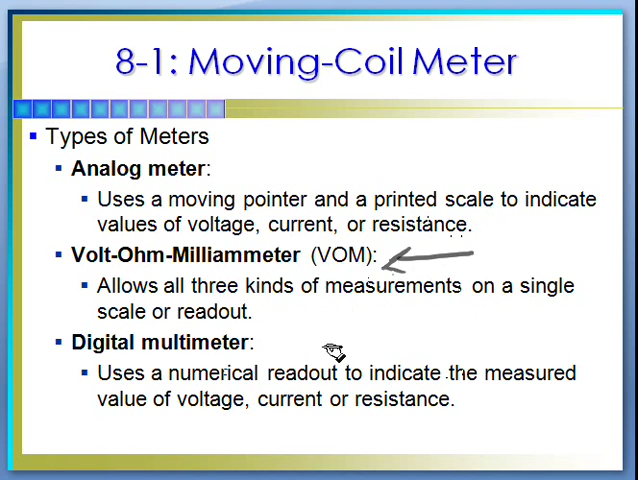 8-1: Moving-Coil Meter
Types of Meters
Analog meter:
Uses a moving pointer and a printed scale to indicate
values of voltage, current, or resistance.
Volt-Ohm-Milliammeter (VOM):
Allows all three kinds of measurements on a single
scale or readout.
Digital multimeter:
Uses a numerical readout to indicate the measured
value of voltage, current or resistance.